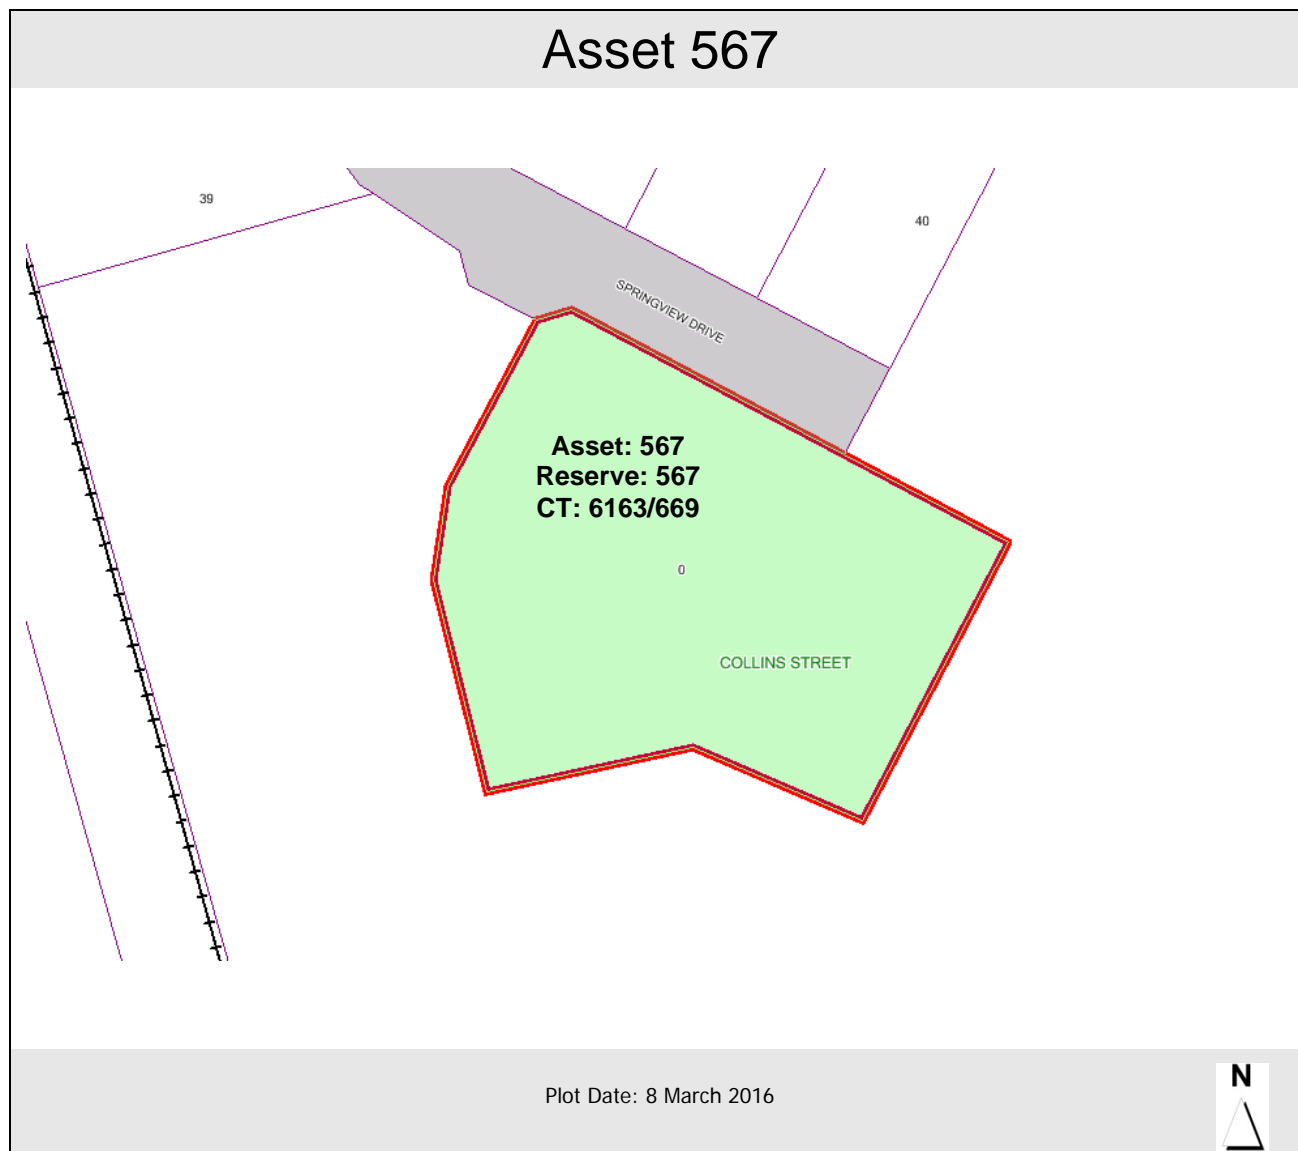 Asset 567
39
40
SPRINGVIEW DRIVE
Asset: 567
Reserve: 567
CT: 6163/669
0
COLLINS STREET
Plot Date: 8 March 2016
N